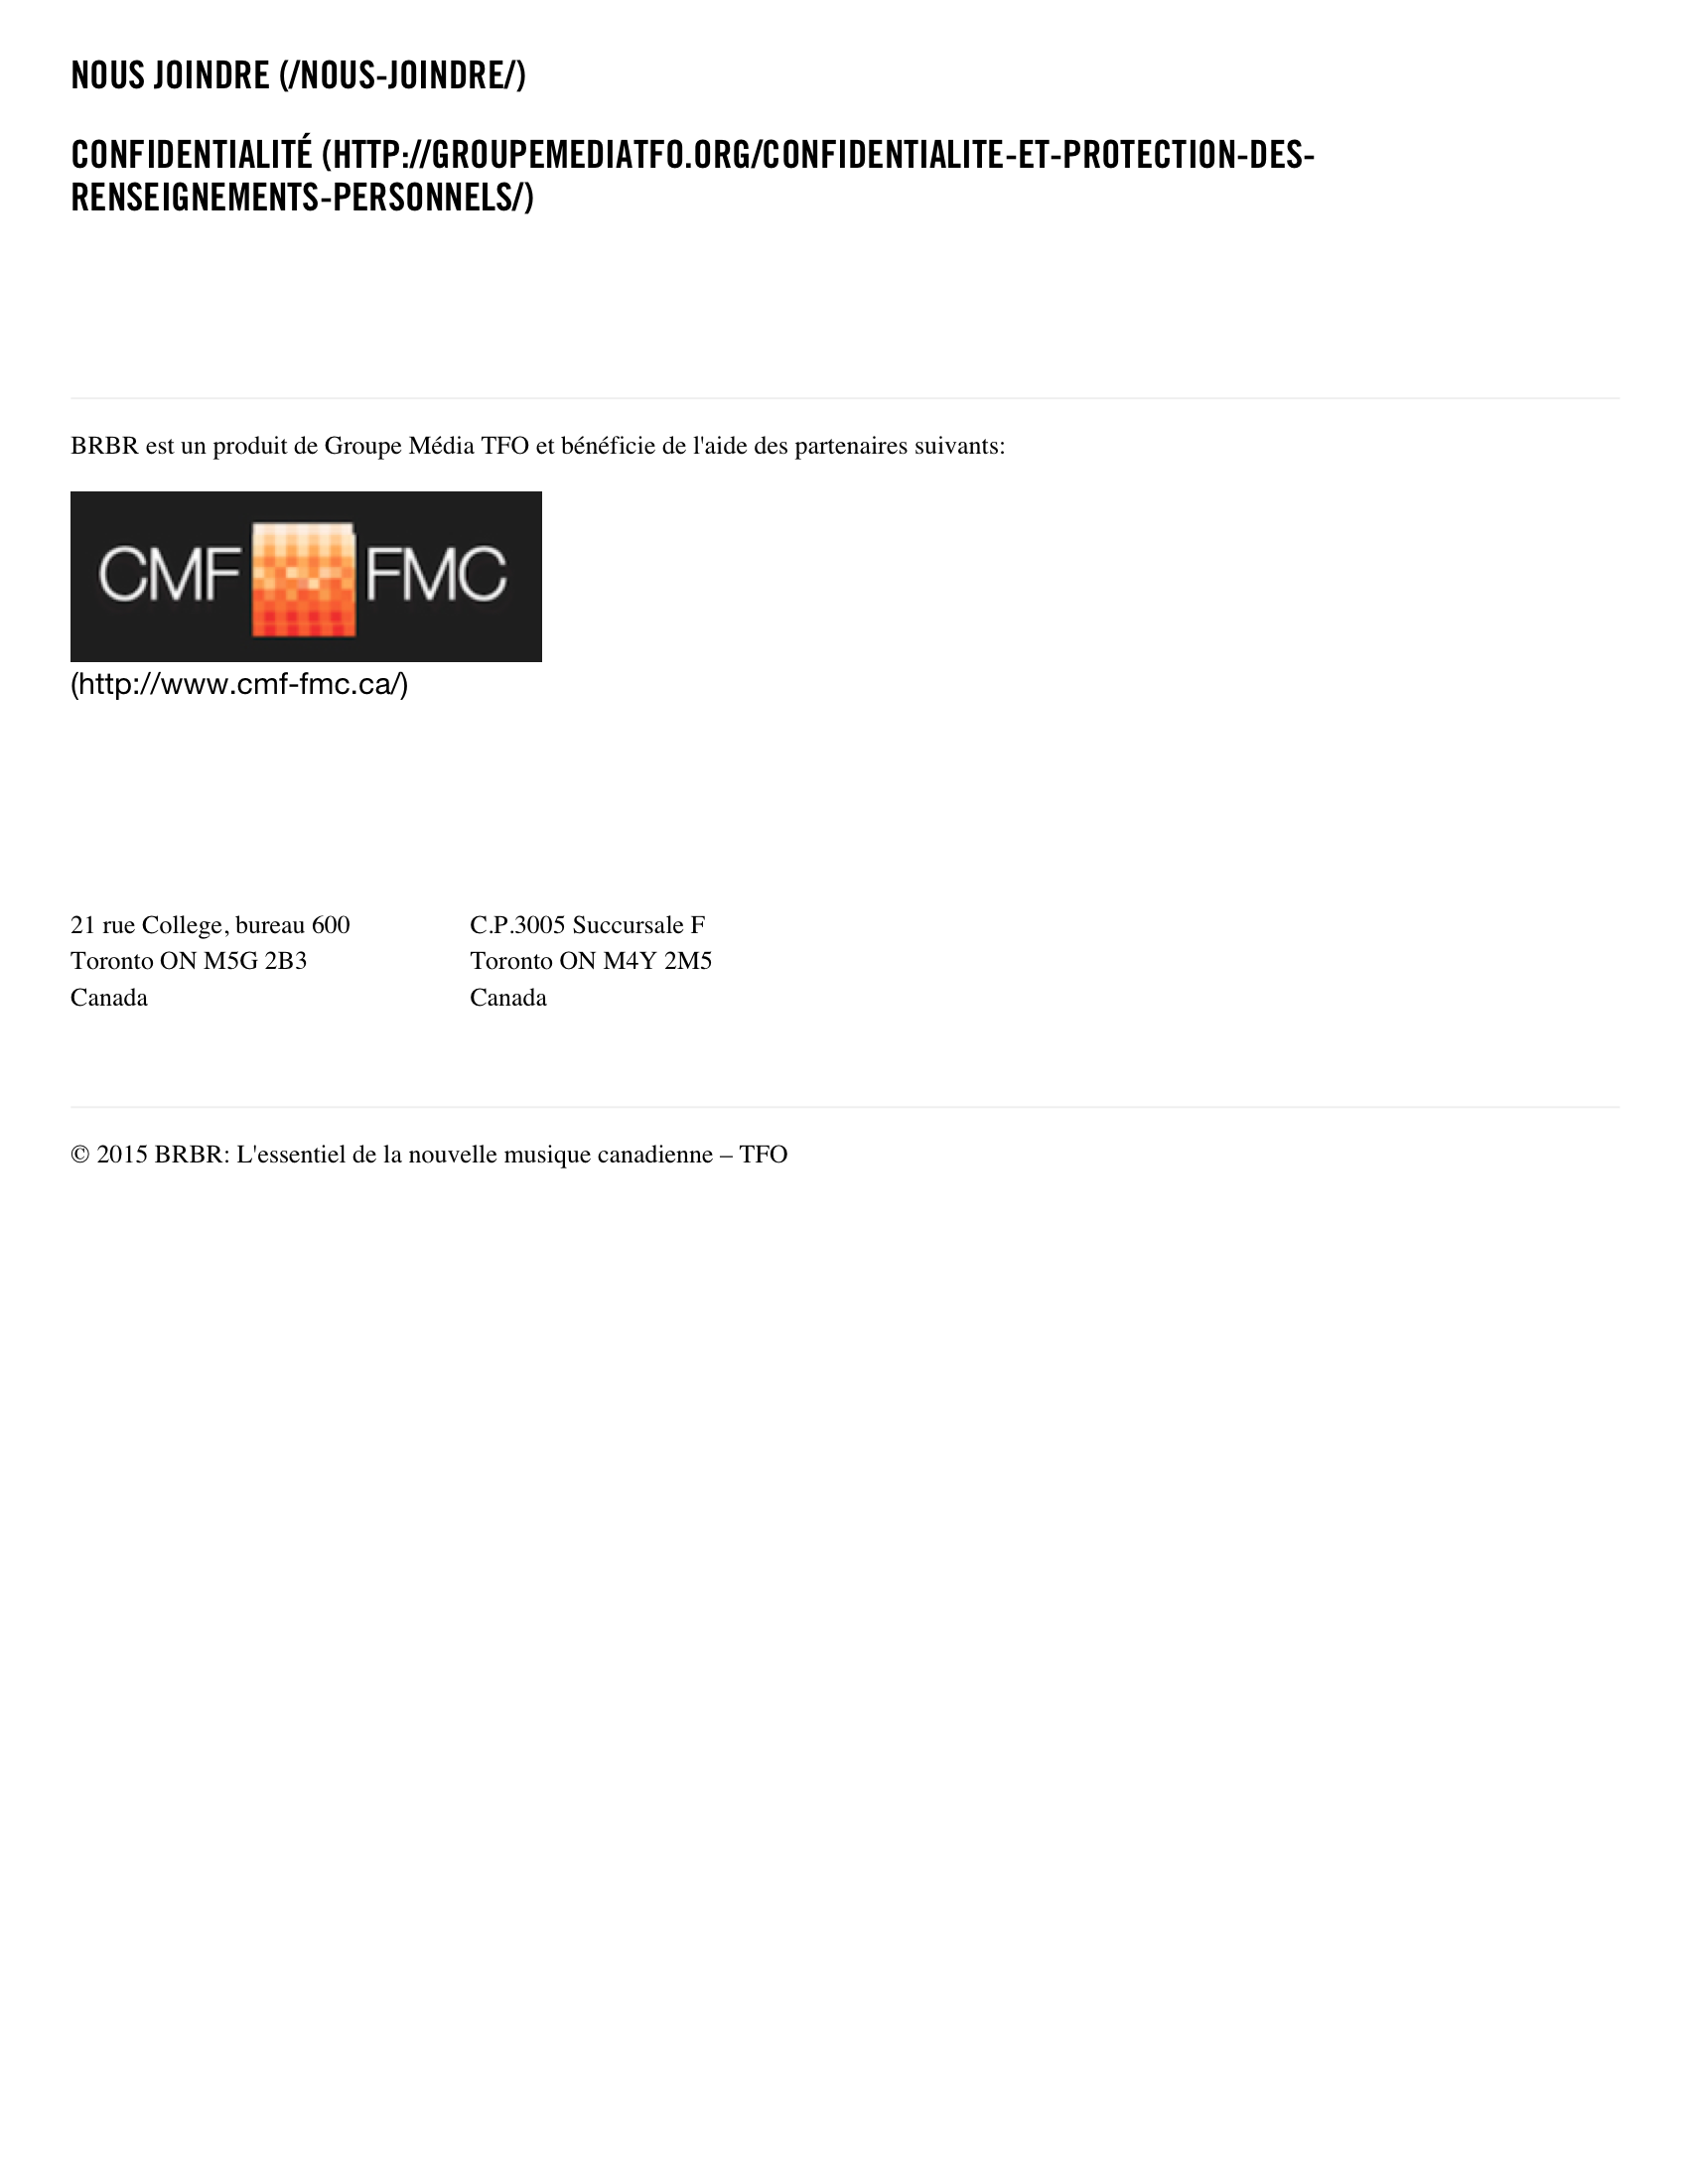 NOUS JOINDRE (/NOUS-JOINDRE/)
CONFIDENTIALITÉ (HTTP://GROUPEMEDIATFO.ORG/CONFIDENTIALITE-ET-PROTECTION-DES-
RENSEIGNEMENTS-PERSONNELS/)
BRBR est un produit de Groupe Média TFO et bénéficie de l'aide des partenaires suivants:
CMF FMC
(http://www.cmf-fmc.ca/)
21 rue College, bureau 600
Toronto ON M5G 2B3
Canada
C.P.3005 Succursale F
Toronto ON M4Y 2M5
Canada
© 2015 BRBR: L'essentiel de la nouvelle musique canadienne – TFO